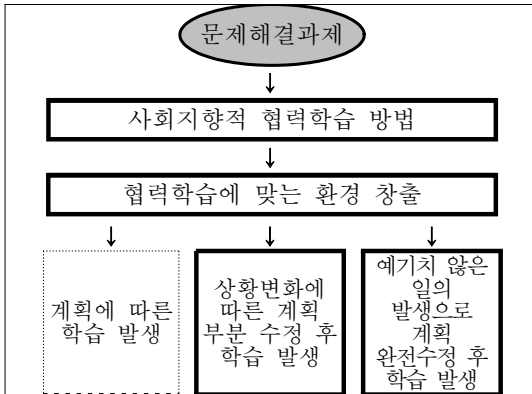 문제해결과제
사회지향적 협력학습 방법
협력학습에 맞는 환경 창출
계획에 따른
학습 발생
상황변화에
따른 계획
부분 수정 후
학습 발생
예기치 않은
일의
발생으로
계획
완전수정 후
학습 발생